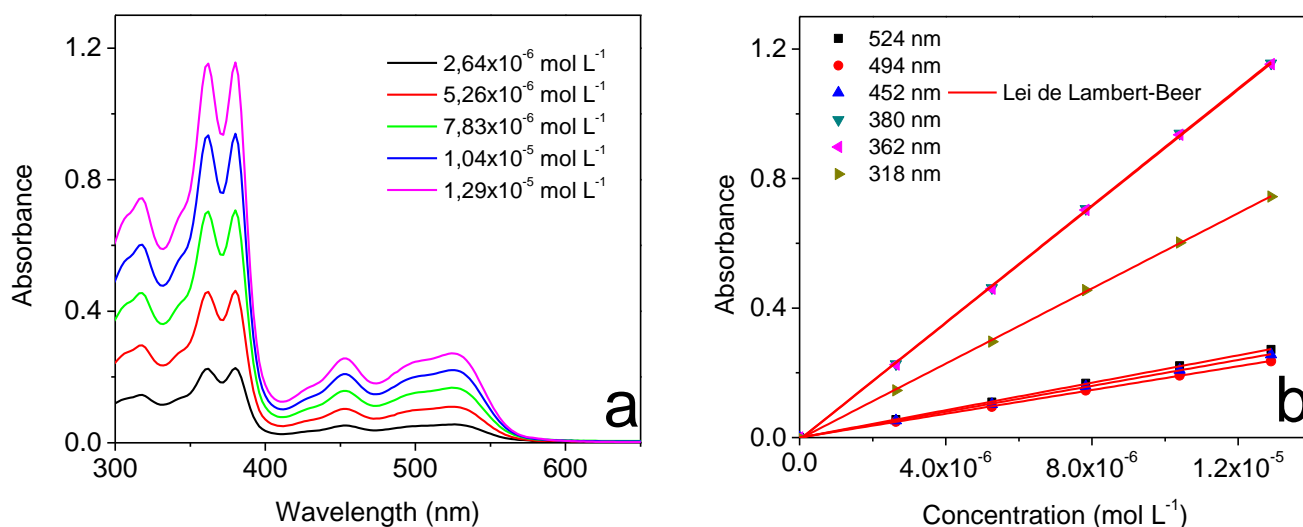 1.2
0.8
0.4
0.0
300
400
500
600
Absorbance
Wavelength (nm)
2,64x10⁻⁶ mol L⁻¹
5,26x10⁻⁶ mol L⁻¹
7,83x10⁻⁶ mol L⁻¹
1,04x10⁻⁵ mol L⁻¹
1,29x10⁻⁵ mol L⁻¹
a
1.2
0.8
0.4
0.0
0.0
4.0x10⁻⁶
8.0x10⁻⁶
1.2x10⁻⁵
Absorbance
Concentration (mol L⁻¹)
524 nm
494 nm
452 nm Lei de Lambert-Beer
380 nm
362 nm
318 nm
b